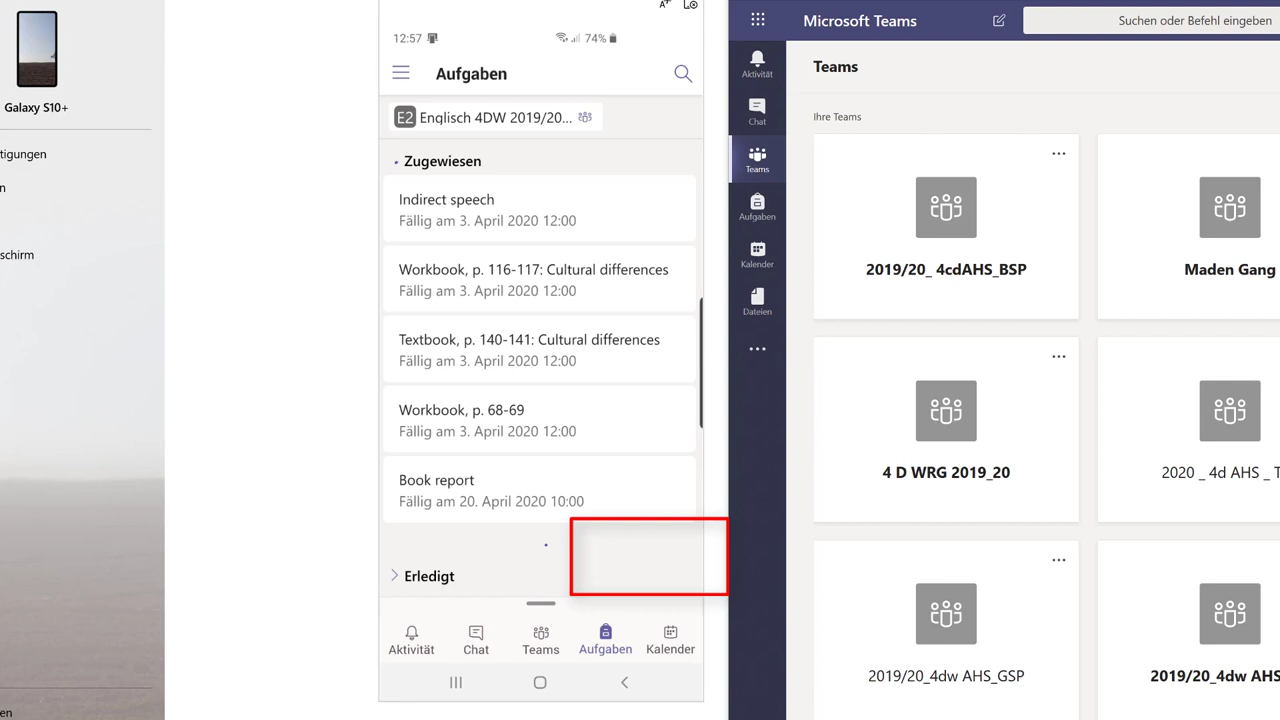 Galaxy S10+
tigungen
n
schirm
en
12:57
74%
Aufgaben
E2 Englisch 4DW 2019/20...
Zugewiesen
Indirect speech
Fällig am 3. April 2020 12:00
Workbook, p. 116-117: Cultural differences
Fällig am 3. April 2020 12:00
Textbook, p. 140-141: Cultural differences
Fällig am 3. April 2020 12:00
Workbook, p. 68-69
Fällig am 3. April 2020 12:00
Book report
Fällig am 20. April 2020 10:00
Erledigt
Aktivität
Chat
Teams
Aufgaben
Kalender
Microsoft Teams
Suchen oder Befehl eingeben
Aktivität
Chat
Teams
Aufgaben
Kalender
Dateien
Teams
Ihre Teams
2019/20_ 4cdAHS_BSP
Maden Gang
4 D WRG 2019_20
2020 _ 4d AHS _ T
2019/20_4dw AHS_GSP
2019/20_4dw AHS